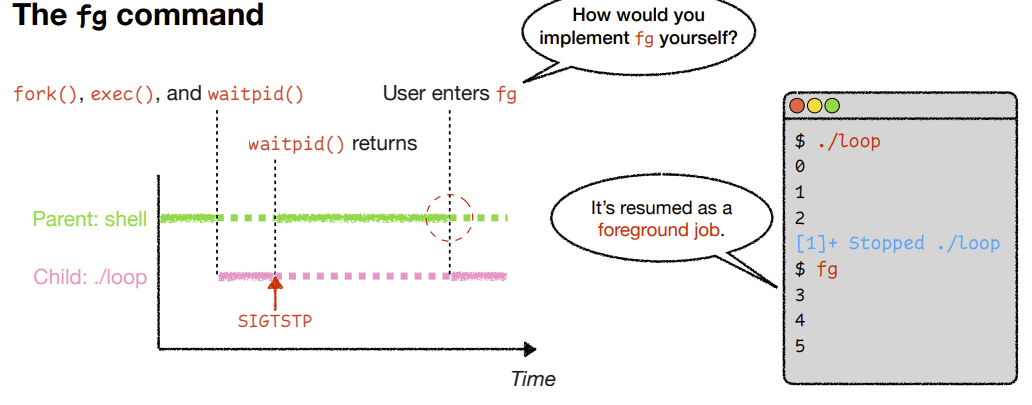 The fg command
How would you
implement fg yourself?
fork(), exec(), and waitpid()
User enters fg
waitpid() returns
Parent: shell
Child: ./loop
SIGTSTP
Time
It's resumed as a
foreground job.
$ ./loop
0
1
2
[1]+ Stopped ./loop
$ fg
3
4
5